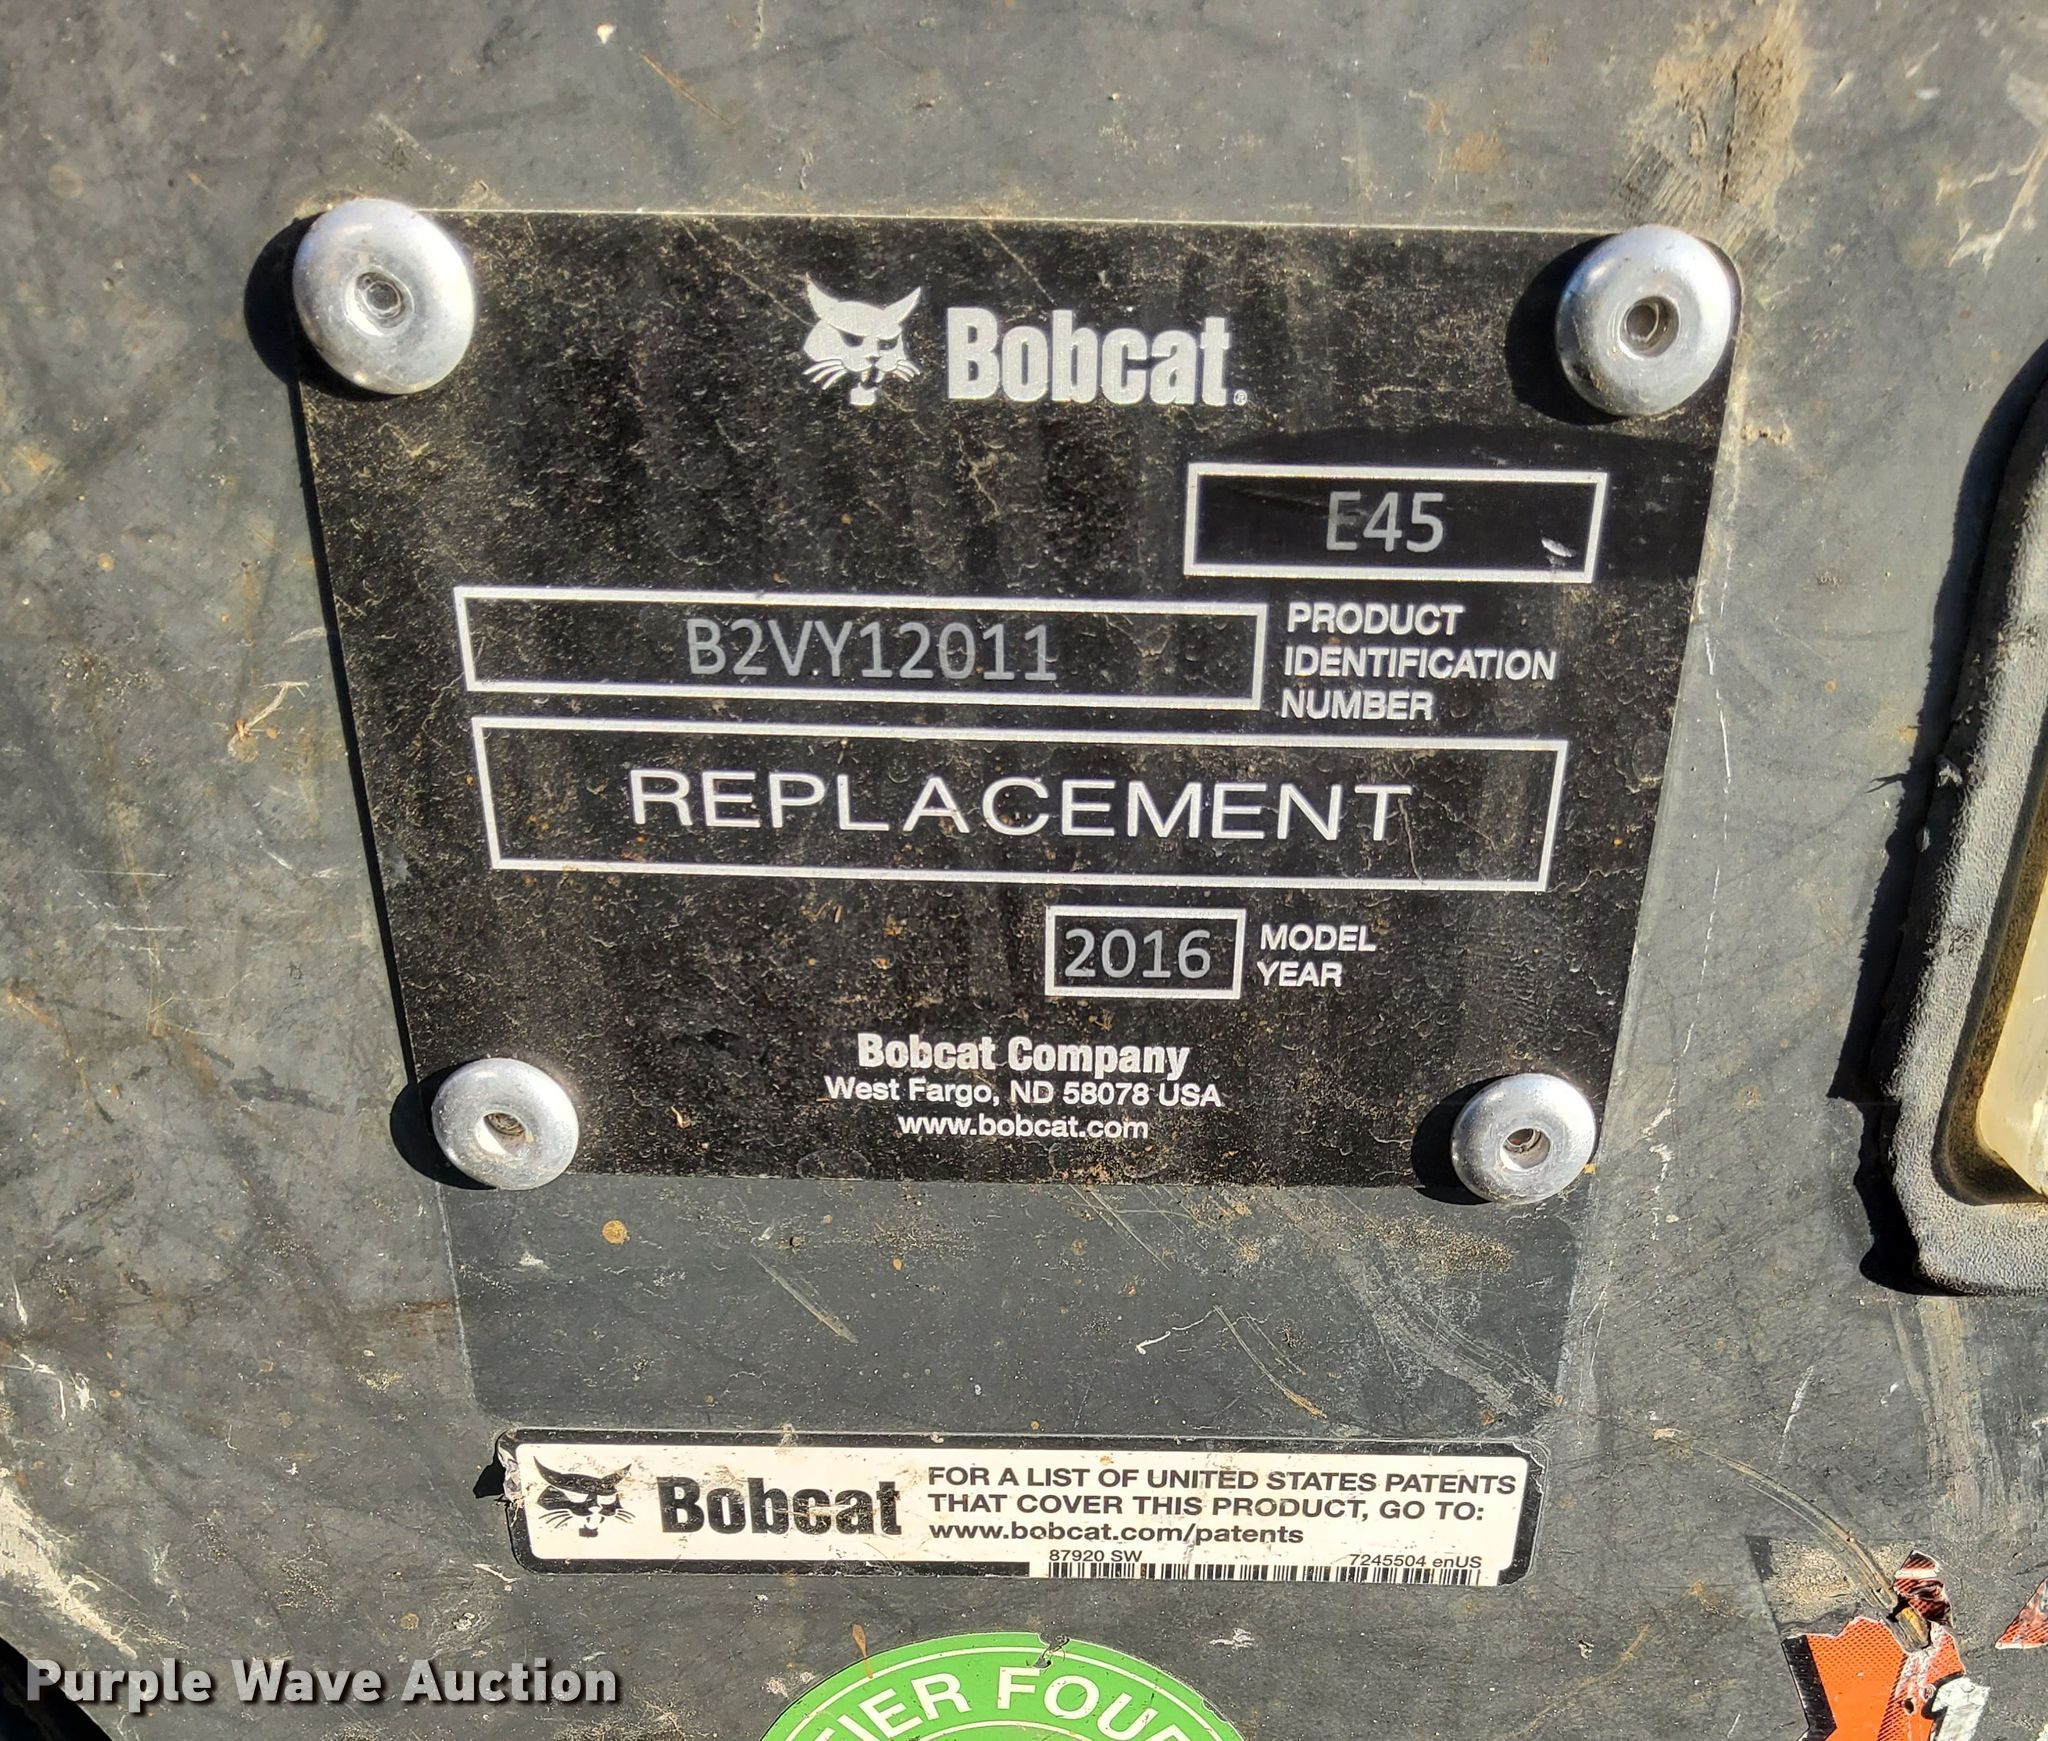 Bobcat®
E45
B2VY12011
PRODUCT
IDENTIFICATION
NUMBER
REPLACEMENT
2016
MODEL
YEAR
Bobcat Company
West Fargo, ND 58078 USA
www.bobcat.com
Bobcat
FOR A LIST OF UNITED STATES PATENTS
THAT COVER THIS PRODUCT, GO TO:
www.bobcat.com/patents
87920 SW 7245504 enUS
Purple Wave Auction
TIER FOUR